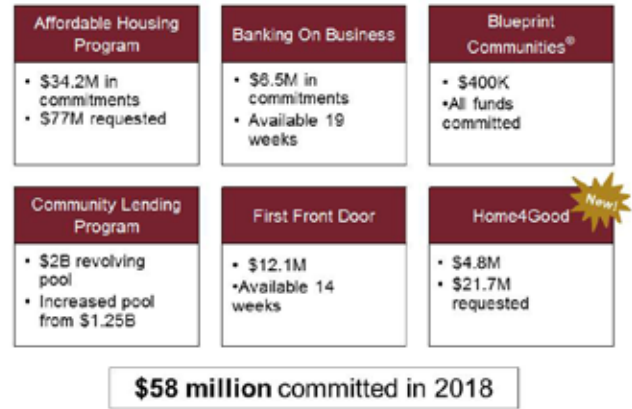 Affordable Housing
Program
• $34.2M in
commitments
• $77M requested
Banking On Business
• $6.5M in
commitments
• Available 19
weeks
Blueprint
Communities®
• $400K
•All funds
committed
Community Lending
Program
• $2B revolving
pool
• Increased pool
from $1.25B
First Front Door
• $12.1M
•Available 14
weeks
Home4Good
New!
• $4.8M
• $21.7M
requested
$58 million committed in 2018